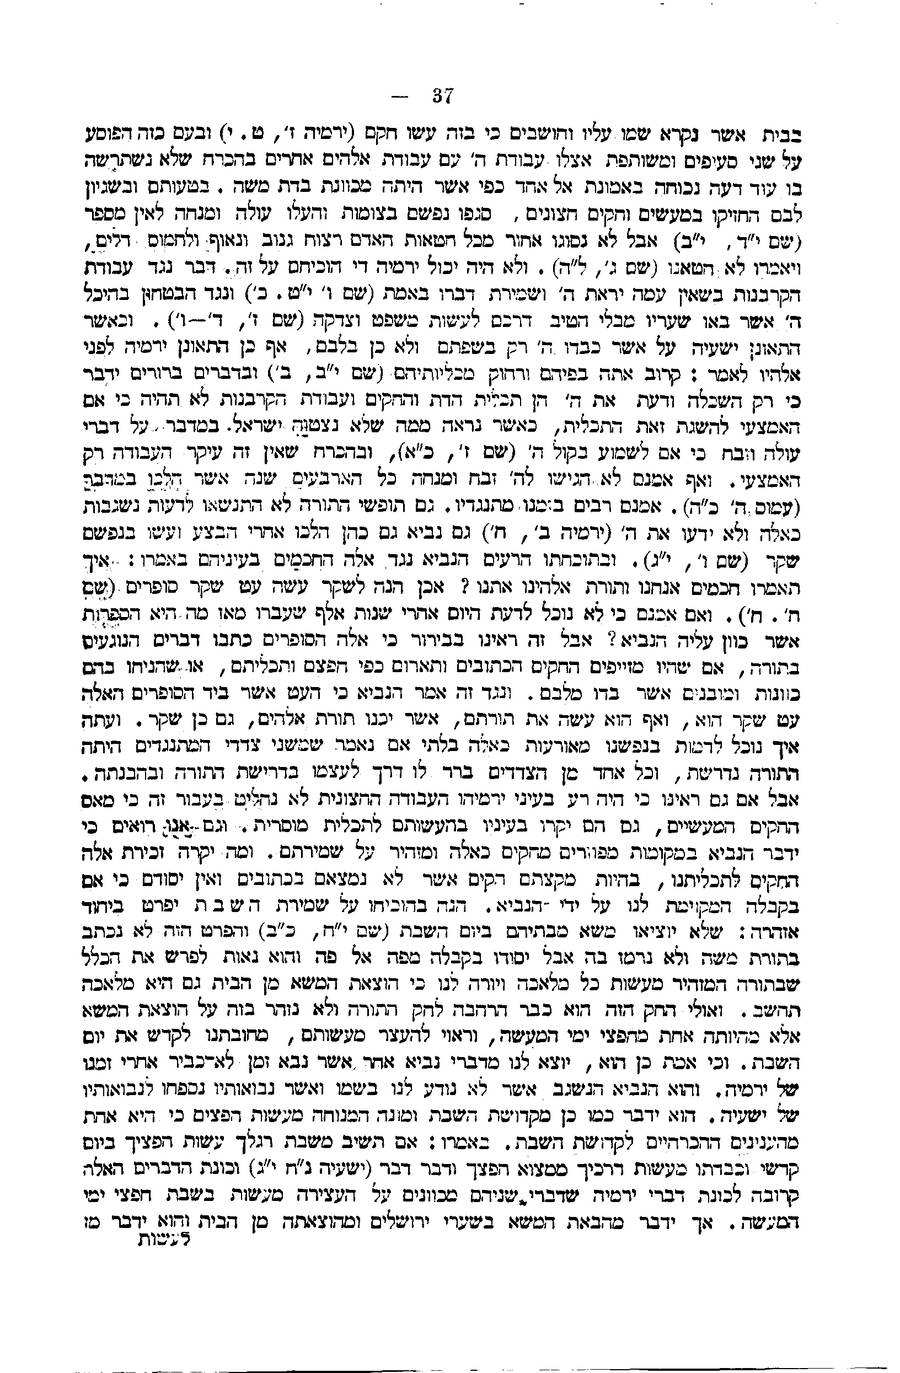 — 37
בבית אשר נקרא שמו עליו וחושבים כי בזה עשו חקם (ירמיה ז', ט. י) ובעם כזה הפוסע
על שני סעיפים ומשותפת אצלו עבודת ה' עם עבודת אלהים אחרים בהכרח שלא נשתרשה
בו עוד דעה נכוחה באמונת אל אחד כפי אשר היתה מכוונת בדת משה. בטעותם ובשגיון
לבם החזיקו במעשים וחקים חצונים, סגפו נפשם בצומות והעלו עולה ומנחה לאין מספר
(שם י"ד, י"ב) אבל לא נסוגו אחור מכל חטאות האדם רצוח גנוב ונאוף ולחמוס דלים,
ויאמרו לא חטאנו (שם ג', ל"ה). ולא היה יכול ירמיה די הוכיחם על זה. דבר נגד עבודת
הקרבנות בשאין עמה יראת ה' ושמירת דברו באמת (שם ו' י"ט. כ') ונגד הבטחון בהיכל
ה' אשר באו שעריו מבלי הטיב דרכם לעשות משפט וצדקה (שם ז', ד'—ו'). וכאשר
התאונן ישעיה על אשר כבדו ה' רק בשפתם ולא כן בלבם, אף כן התאונן ירמיה לפני
אלהיו לאמר: קרוב אתה בפיהם ורחוק מכליותיהם (שם י"ב, ב') ובדברים ברורים ידבר
כי רק השכלה ודעת את ה' הן תכלית הדת והחקים ועבודת הקרבנות לא תהיה כי אם
האמצעי להשגת זאת התכלית, כאשר נראה ממה שלא נצטוה ישראל במדבר על דברי
עולה וזבח כי אם לשמוע בקול ה' (שם ז', כ"א), ובהכרח שאין זה עיקר העבודה רק
האמצעי. ואף אמנם לא הגישו לה' זבח ומנחה כל הארבעים שנה אשר הלכו במדבר
(עמוס ה' כ"ה). אמנם רבים במנו מתנגדיו. גם תופשי התורה לא התנשאו לדעות נשגבות
כאלה ולא ידעו את ה' (ירמיה ב', ח') גם נביא גם כהן הלכו אחרי הבצע ועשו בנפשם
שקר (שם ו', י"ג). ובתוכחתו הרעים הנביא נגד אלה החכמים בעיניהם באמרו: איך
תאמרו חכמים אנחנו ותורת אלהינו אתנו? אכן הנה לשקר עשה עט שקר סופרים (שם
ח'. ח'). ואם אמנם כי לא נוכל לדעת היום אחרי שנות אלף שעברו מאז מה היא הספרות
אשר כוון עליה הנביא? אבל זה ראינו בבירור כי אלה הסופרים כתבו דברים הנוגעים
בתורה, אם שהיו מזייפים החקים הכתובים ותארום כפי חפצם ותכליתם, או שהניחו בהם
כוונות ומובנים אשר בדו מלבם. ונגד זה אמר הנביא כי העט אשר ביד הסופרים האלה
עט שקר הוא, ואף הוא עשה את תורתם, אשר יכנו תורת אלהים, גם כן שקר. ועתה
איך נוכל לדמות בנפשנו מאורעות כאלה בלתי אם נאמר שמשני צדדי המתנגדים היתה
התורה נדרשת, וכל אחד מן הצדדים ברר לו דרך לעצמו בדרישת התורה ובהבנתה.
אבל אם גם ראינו כי היה רע בעיני ירמיהו העבודה החצונית לא נחליט בעבור זה כי מאס
החקים המעשיים, גם הם יקרו בעיניו בהעשותם לתכלית מוסרית. וגם אנו רואים כי
ידבר הנביא במקומות מפוזרים מחקים כאלה ומזהיר על שמירתם. ומה יקרה זכירת אלה
החקים לתכליתנו, בהיות מקצתם חקים אשר לא נמצאם בכתובים ואין יסודם כי אם
בקבלה המקוימת לנו על ידי הנביא. הנה בהוכיחו על שמירת השבת יפרט ביחוד
אזהרה: שלא יוציאו משא מבתיהם ביום השבת (שם י"ח, כ"ב) והפרט הזה לא נכתב
בתורת משה ולא נרמז בה אבל יסודו בקבלה מפה אל פה והוא נאות לפרש את הכלל
שבתורה המזהיר מעשות כל מלאכה ויורה לנו כי הוצאת המשא מן הבית גם היא מלאכה
תחשב. ואולי החק הזה הוא כבר הרחבה לחק התורה ולא נזהר בזה על הוצאת המשא
אלא מהיותה אחת מחפצי ימי המעשה, וראוי להעצר מעשותם, מחובתנו לקדש את יום
השבת. וכי אמת כן הוא, יוצא לנו מדברי נביא אחר אשר נבא זמן לא־כביר אחרי זמנו
של ירמיה. והוא הנביא הנשגב אשר לא נודע לנו בשמו ואשר נבואותיו נספחו לנבואותיו
של ישעיה. הוא ידבר כמו כן מקדושת השבת ומונה המנוחה מעשות חפצים כי היא אחת
מהענינים ההכרחיים לקדושת השבת. באמרו: אם תשיב משבת רגלך עשות חפציך ביום
קדשי וכבדתו מעשות דרכיך ממצוא חפצך ודבר דבר (ישעיה נ"ח י"ג) וכונת הדברים האלה
קרובה לכונת דברי ירמיה שדברי שניהם מכוונים על העצירה מעשות בשבת חפצי ימי
המעשה. אך ידבר מהבאת המשא בשערי ירושלים ומהוצאתה מן הבית והוא ידבר מן
לעשות